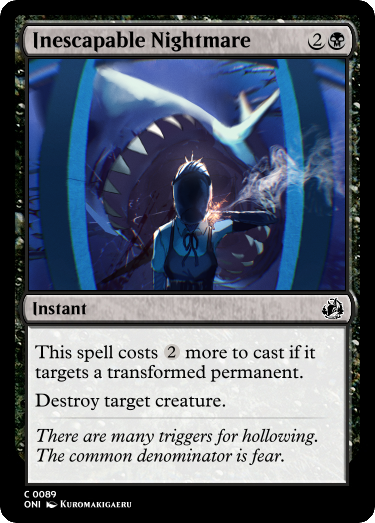 Inescapable Nightmare 2
Instant
This spell costs 2 more to cast if it
targets a transformed permanent.
Destroy target creature.
There are many triggers for hollowing.
The common denominator is fear.
C 0089
ONI KUROMAKIGAERU